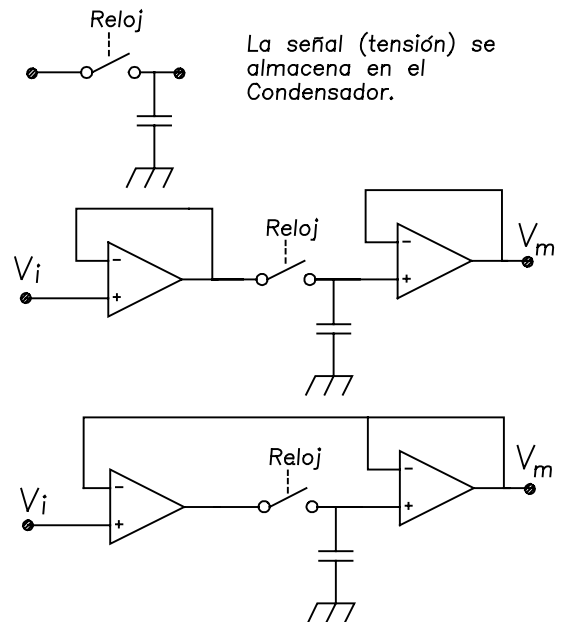 Reloj
La señal (tensión) se
almacena en el
Condensador.
Reloj
Vi
- 
+
-
+
Vm
Reloj
Vi
-
+
-
+
Vm